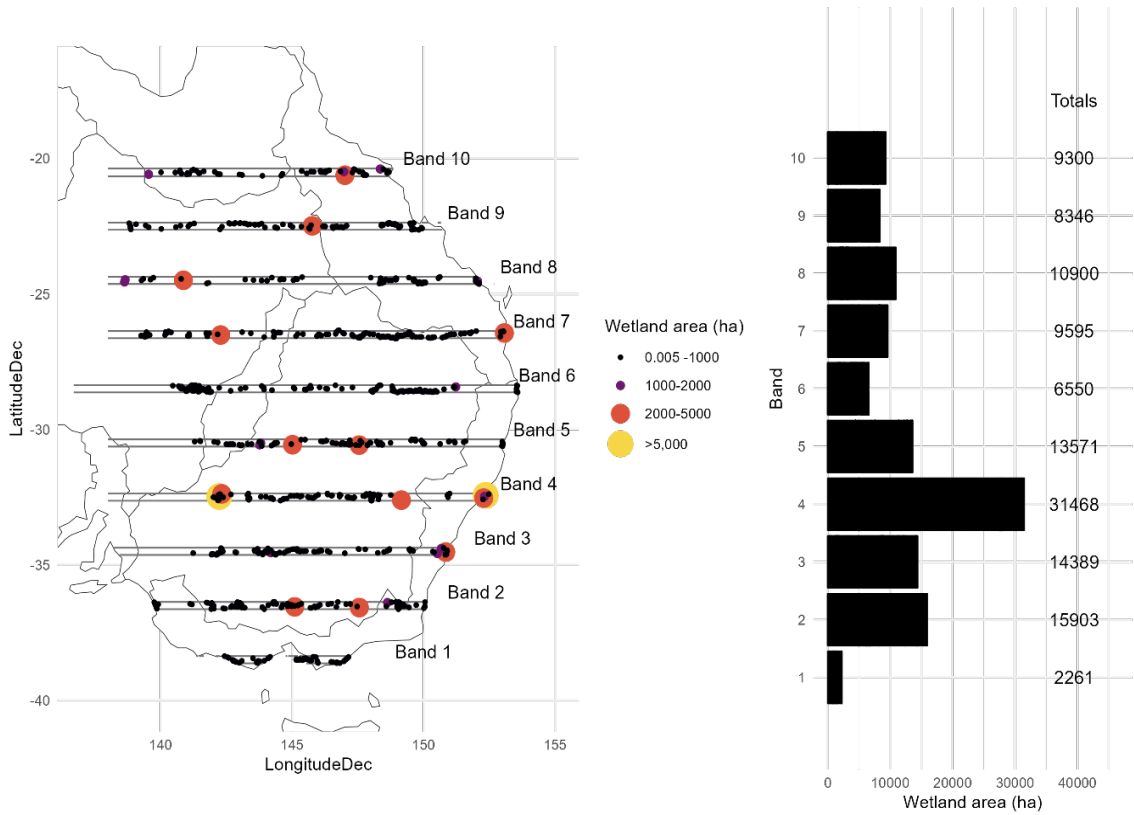 -20
-25
-30
-35
-40
LatitudeDec
140
145
150
155
LongitudeDec
Band 10
Band 9
Band 8
Band 7
Band 6
Band 5
Band 4
Band 3
Band 2
Band 1
Wetland area (ha)
0.005 -1000
1000-2000
2000-5000
>5,000
Totals
10 9300
9 8346
8 10900
7 9595
6 6550
5 13571
4 31468
3 14389
2 15903
1 2261
Band
0 10000 20000 30000 40000
Wetland area (ha)